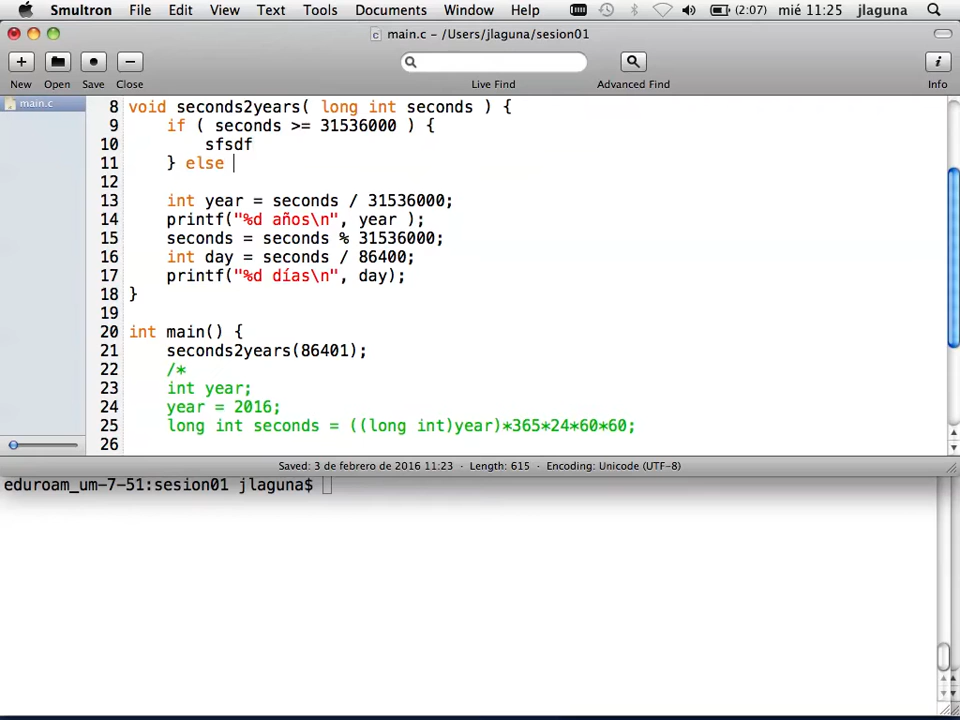 Smultron File Edit View Text Tools Documents Window Help (2:07) mié 11:25 jlaguna
main.c – /Users/jlaguna/sesion01
New Open Save Close Live Find Advanced Find Info
main.c
8 void seconds2years( long int seconds ) {
9 if ( seconds >= 31536000 ) {
10 sfsdf
11 } else
12
13 int year = seconds / 31536000;
14 printf("%d años\n", year );
15 seconds = seconds % 31536000;
16 int day = seconds / 86400;
17 printf("%d días\n", day);
18 }
19
20 int main() {
21 seconds2years(86401);
22 /*
23 int year;
24 year = 2016;
25 long int seconds = ((long int)year)*365*24*60*60;
26
Saved: 3 de febrero de 2016 11:23 • Length: 615 • Encoding: Unicode (UTF-8)
eduroam_um-7-51:sesion01 jlaguna$